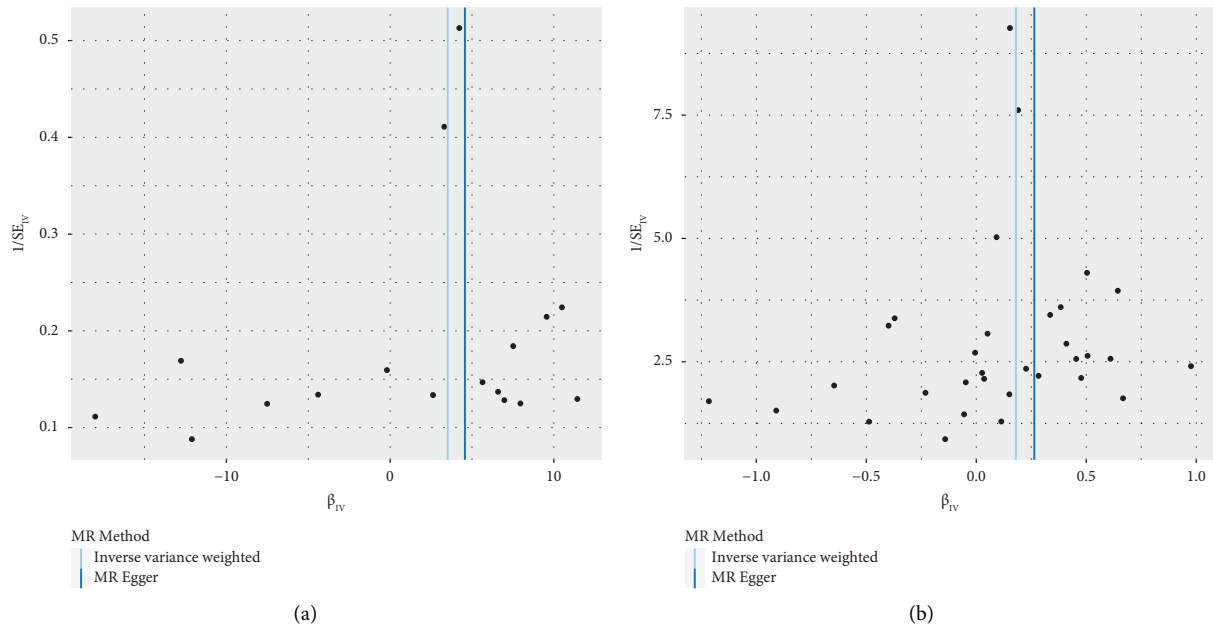 0.5
0.4
0.3
0.2
0.1
1/SE_IV
−10
0
10
β_IV
MR Method
Inverse variance weighted
MR Egger
(a)
7.5
5.0
2.5
1/SE_IV
−1.0
−0.5
0.0
0.5
1.0
β_IV
MR Method
Inverse variance weighted
MR Egger
(b)